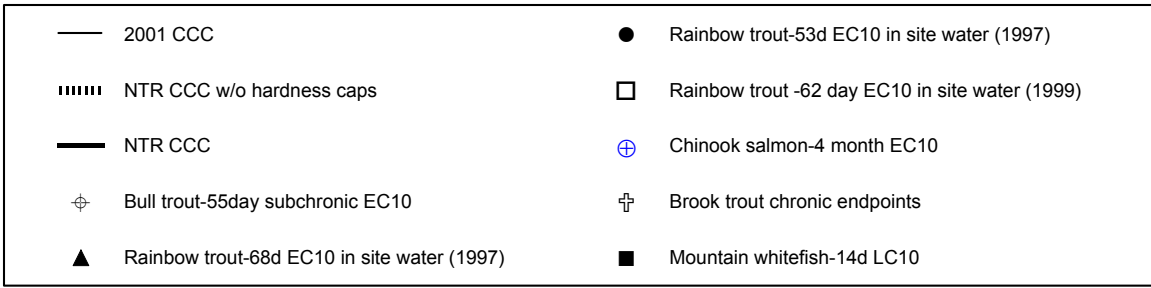 2001 CCC
NTR CCC w/o hardness caps
NTR CCC
Bull trout-55day subchronic EC10
Rainbow trout-68d EC10 in site water (1997)
Rainbow trout-53d EC10 in site water (1997)
Rainbow trout -62 day EC10 in site water (1999)
Chinook salmon-4 month EC10
Brook trout chronic endpoints
Mountain whitefish-14d LC10